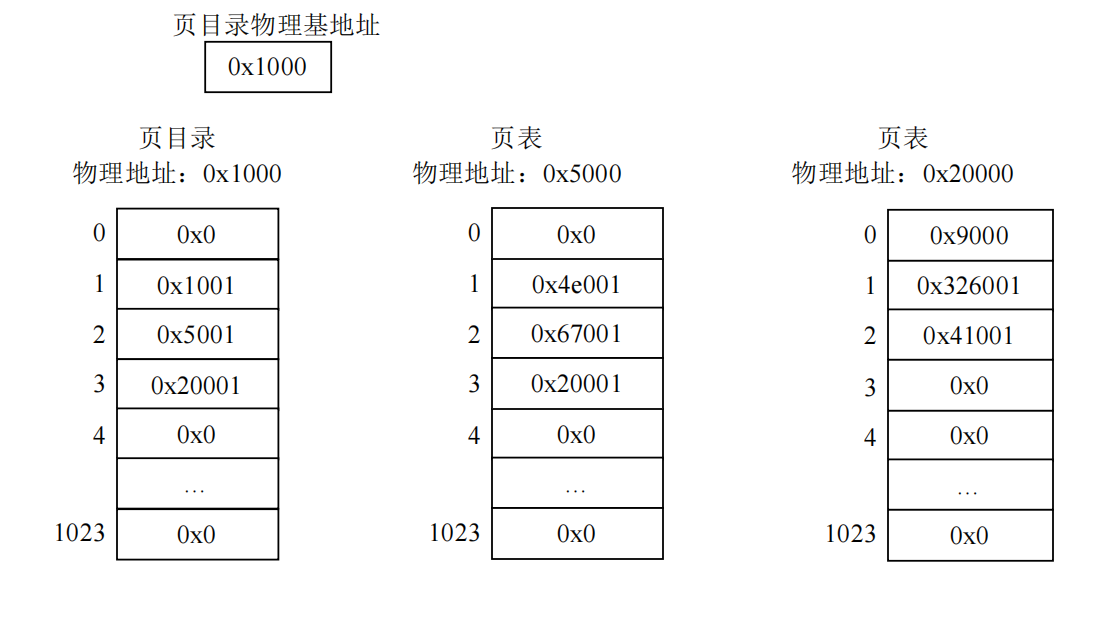 页目录物理基地址
0x1000
页目录
物理地址：0x1000
0 0x0
1 0x1001
2 0x5001
3 0x20001
4 0x0
...
1023 0x0
页表
物理地址：0x5000
0 0x0
1 0x4e001
2 0x67001
3 0x20001
4 0x0
...
1023 0x0
页表
物理地址：0x20000
0 0x9000
1 0x326001
2 0x41001
3 0x0
4 0x0
...
1023 0x0